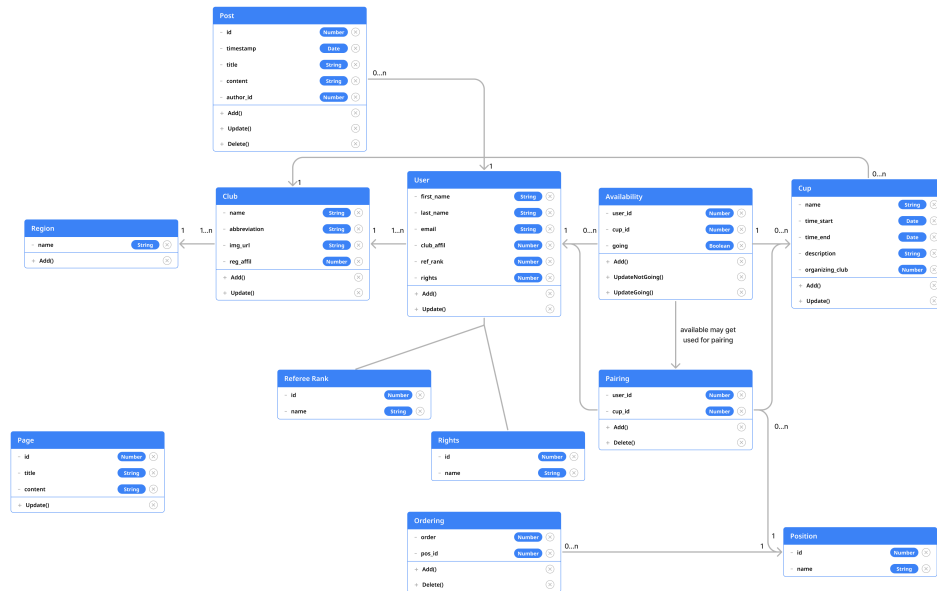 Post
- id Number
- timestamp Date
- title String
- content String
- author_id Number
+ Add()
+ Update()
+ Delete()
0...n
1
1
0...n
User
- first_name String
- last_name String
- email String
- club_affil Number
- ref_rank Number
- rights Number
+ Add()
+ Update()
Club
- name String
- abbreviation String
- img_url String
- reg_affil Number
+ Add()
+ Update()
Availability
- user_id Number
- cup_id Number
- going Boolean
+ Add()
+ UpdateNotGoing()
+ UpdateGoing()
Cup
- name String
- time_start Date
- time_end Date
- description String
- organizing_club Number
+ Add()
+ Update()
Region
- name String
+ Add()
1 1...n
1 1...n
1 0...n
1 0...n
available may get
used for pairing
Referee Rank
- id Number
- name String
Pairing
- user_id Number
- cup_id Number
+ Add()
+ Delete()
0...n
Rights
- id Number
- name String
Page
- id Number
- title String
- content String
+ Update()
Ordering
- order Number
- pos_id Number
+ Add()
+ Delete()
0...n
1
1
Position
- id Number
- name String